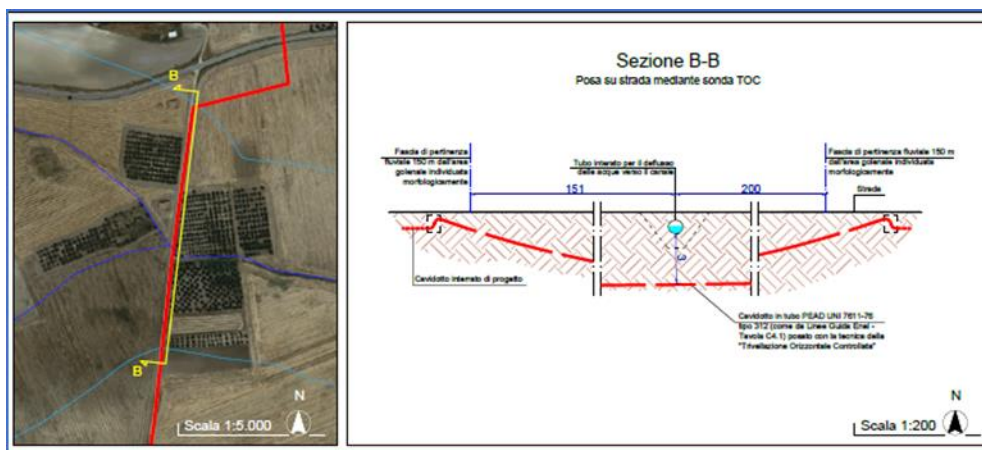 B
B
N
Scala 1:5.000
Sezione B-B
Posa su strada mediante sonda TOC
Fascia di pertinenza
fluviale 150 m dall'area
golenale individuata
morfologicamente
Tubo interrato per il deflusso
delle acque verso il canale
Fascia di pertinenza fluviale 150 m
dall'area golenale individuata
morfologicamente
151
200
Strada
3
Cavidotto interrato di progetto
Cavidotto in tubo PEAD UNI 7611-76
tipo 312 (come da Linee Guide Enel -
Tavola C4.1) posato con la tecnica della
"Trivellazione Orizzontale Controllata"
N
Scala 1:200